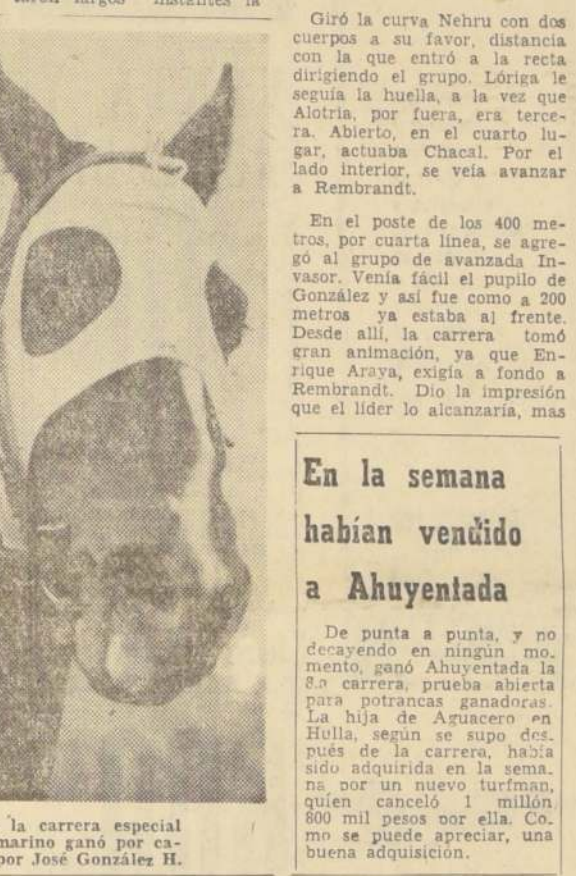 largos instantes la
la carrera especial
marino ganó por ca-
por José González H.
Giró la curva Nehru con dos
cuerpos a su favor, distancia
con la que entró a la recta
dirigiendo el grupo. Lóriga le
seguía la huella, a la vez que
Alotria, por fuera, era terce-
ra. Abierto, en el cuarto lu-
gar, actuaba Chacal. Por el
lado interior, se veía avanzar
a Rembrandt.
En el poste de los 400 me-
tros, por cuarta línea, se agre-
gó al grupo de avanzada In-
vasor. Venía fácil el pupilo de
González y así fue como a 200
metros ya estaba al frente.
Desde allí, la carrera tomó
gran animación, ya que En-
rique Araya, exigía a fondo a
Rembrandt. Dio la impresión
que el líder lo alcanzaría, mas
En la semana
habían vendido
a Ahuyentada
De punta a punta, y no
decayendo en ningún mo-
mento, ganó Ahuyentada la
8.a carrera, prueba abierta
para potrancas ganadoras.
La hija de Aguacero en
Hulla, según se supo des-
pués de la carrera, había
sido adquirida en la sema-
na por un nuevo turfman,
quien canceló 1 millón
800 mil pesos por ella. Co-
mo se puede apreciar, una
buena adquisición.